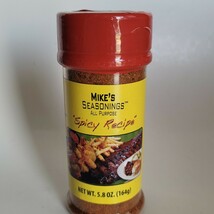 MIKE'S
SEASONINGS™
ALL PURPOSE
"Spicy Recipe"
NET WT. 5.8 OZ. (164g)